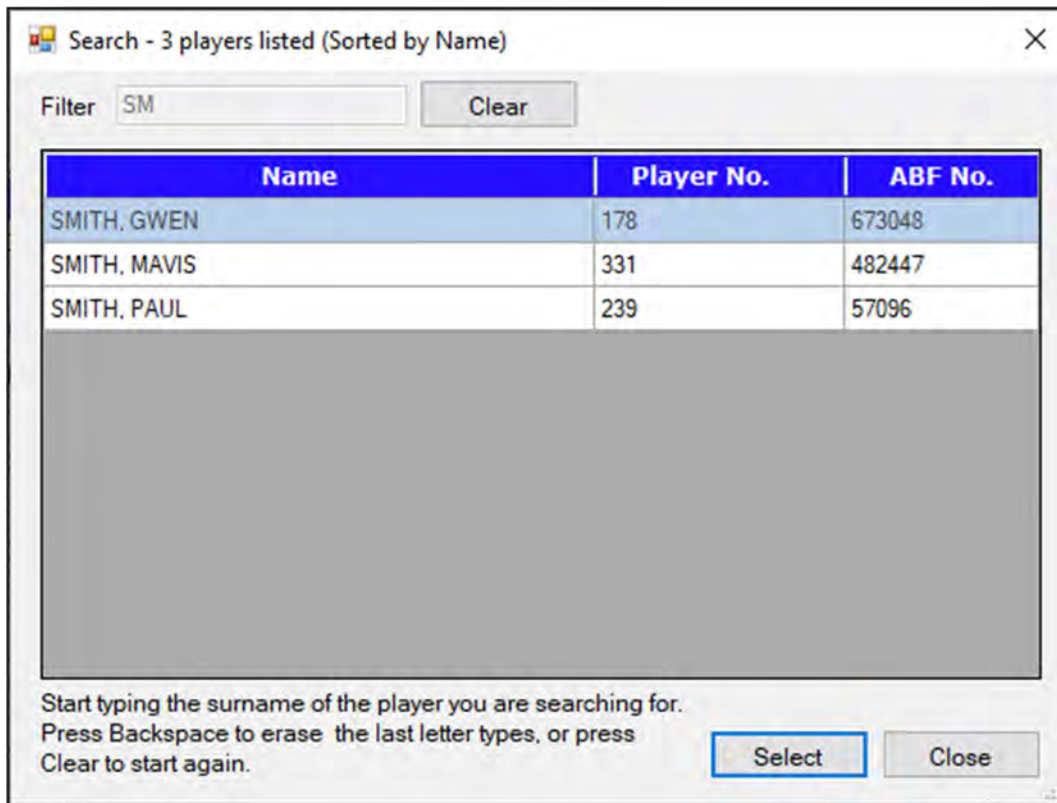 Search - 3 players listed (Sorted by Name)
Filter SM Clear
Name Player No. ABF No.
SMITH, GWEN 178 673048
SMITH, MAVIS 331 482447
SMITH, PAUL 239 57096
Start typing the surname of the player you are searching for.
Press Backspace to erase  the last letter types, or press
Clear to start again.
Select Close